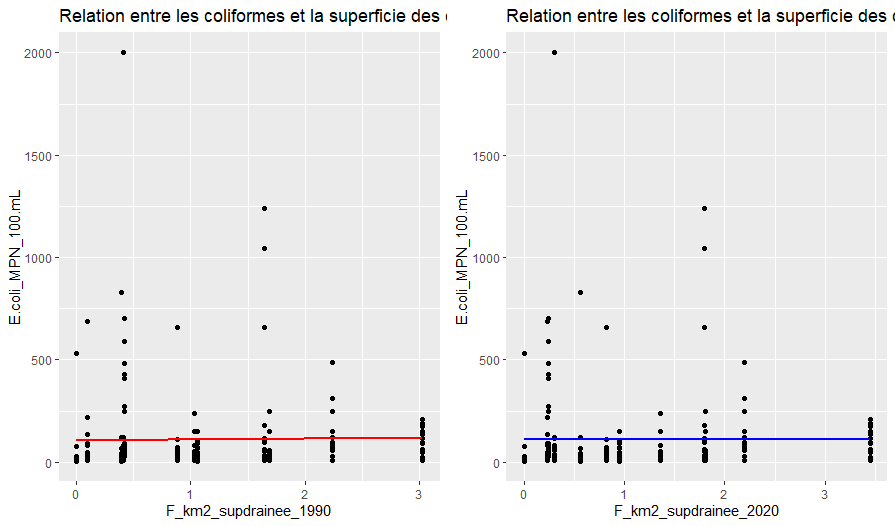 Relation entre les coliformes et la superficie des
E.coli_MPN_100.mL
2000
1500
1000
500
0
0 1 2 3
F_km2_supdrainee_1990
Relation entre les coliformes et la superficie des
E.coli_MPN_100.mL
2000
1500
1000
500
0
0 1 2 3
F_km2_supdrainee_2020